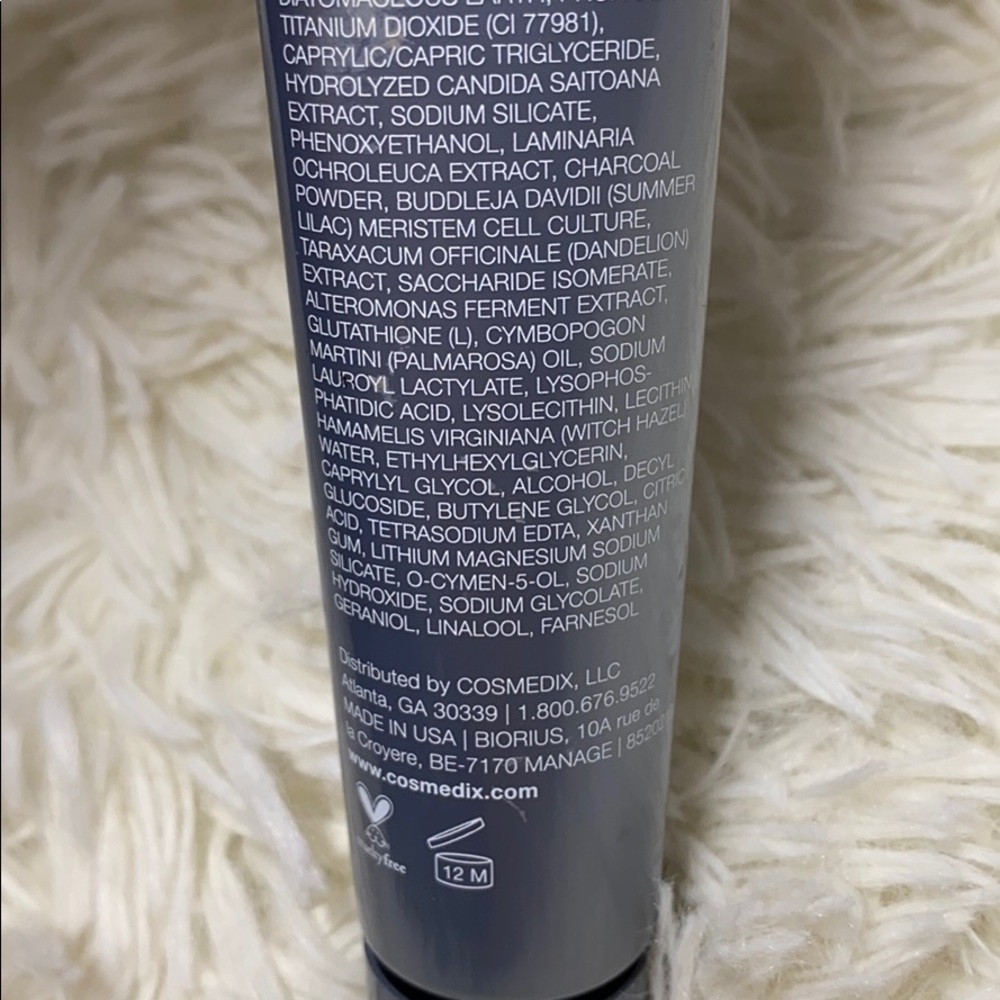 DIATOMACEOUS EARTH,
TITANIUM DIOXIDE (CI 77981),
CAPRYLIC/CAPRIC TRIGLYCERIDE,
HYDROLYZED CANDIDA SAITOANA
EXTRACT, SODIUM SILICATE,
PHENOXYETHANOL, LAMINARIA
OCHROLEUCA EXTRACT, CHARCOAL
POWDER, BUDDLEJA DAVIDII (SUMMER
LILAC) MERISTEM CELL CULTURE,
TARAXACUM OFFICINALE (DANDELION)
EXTRACT, SACCHARIDE ISOMERATE,
ALTEROMONAS FERMENT EXTRACT,
GLUTATHIONE (L), CYMBOPOGON
MARTINI (PALMAROSA) OIL, SODIUM
LAUROYL LACTYLATE, LYSOPHOS-
PHATIDIC ACID, LYSOLECITHIN, LECITHIN,
HAMAMELIS VIRGINIANA (WITCH HAZEL)
WATER, ETHYLHEXYLGLYCERIN,
CAPRYLYL GLYCOL, ALCOHOL, DECYL
GLUCOSIDE, BUTYLENE GLYCOL, CITRIC
ACID, TETRASODIUM EDTA, XANTHAN
GUM, LITHIUM MAGNESIUM SODIUM
SILICATE, O-CYMEN-5-OL, SODIUM
HYDROXIDE, SODIUM GLYCOLATE,
GERANIOL, LINALOOL, FARNESOL
Distributed by COSMEDIX, LLC
Atlanta, GA 30339 | 1.800.676.9522
MADE IN USA | BIORIUS, 10A rue de
la Croyere, BE-7170 MANAGE |
www.cosmedix.com
cruelty free
12 M